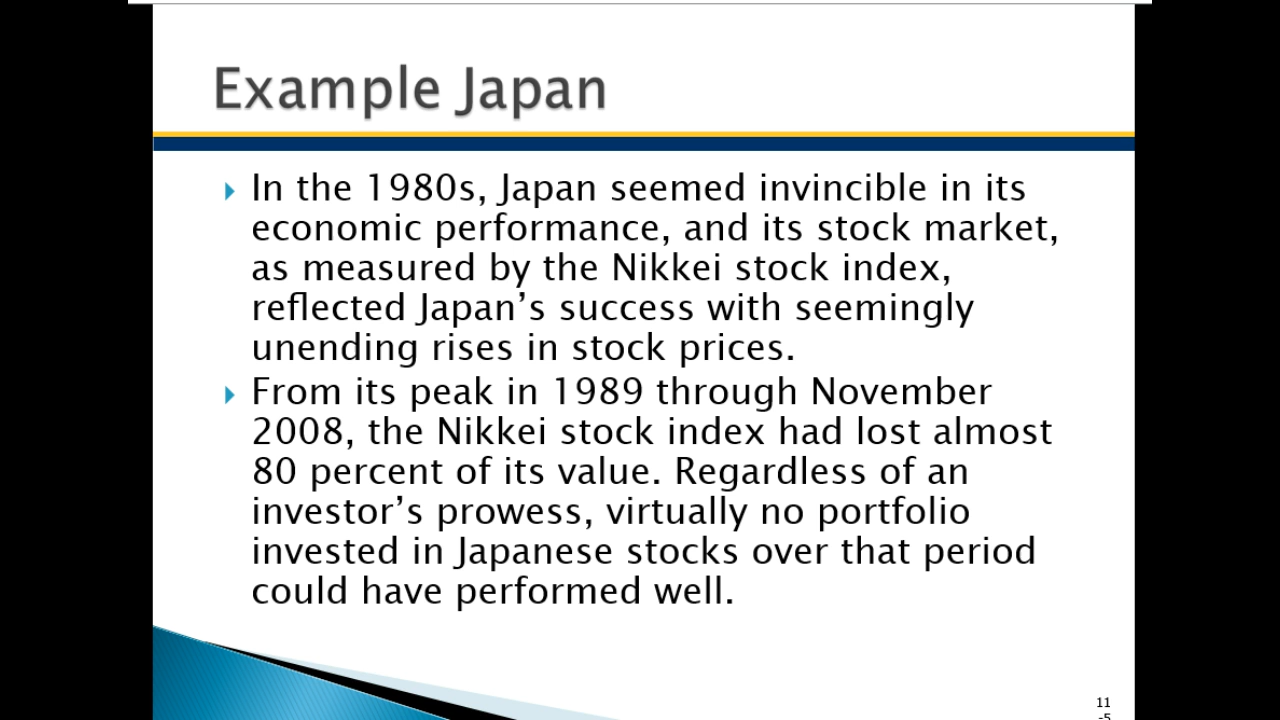 Example Japan
In the 1980s, Japan seemed invincible in its
economic performance, and its stock market,
as measured by the Nikkei stock index,
reflected Japan’s success with seemingly
unending rises in stock prices.
From its peak in 1989 through November
2008, the Nikkei stock index had lost almost
80 percent of its value. Regardless of an
investor’s prowess, virtually no portfolio
invested in Japanese stocks over that period
could have performed well.
11
-5